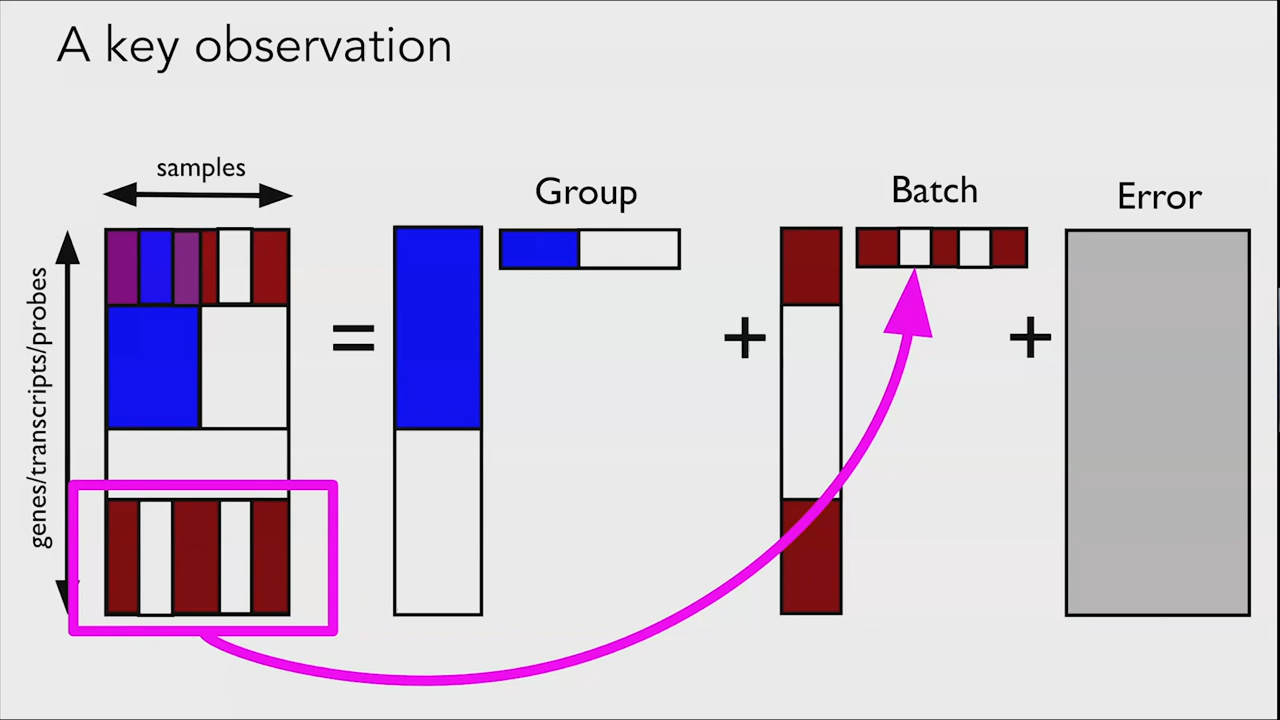 A key observation
samples
Group
Batch
Error
genes/transcripts/probes
=
+
+